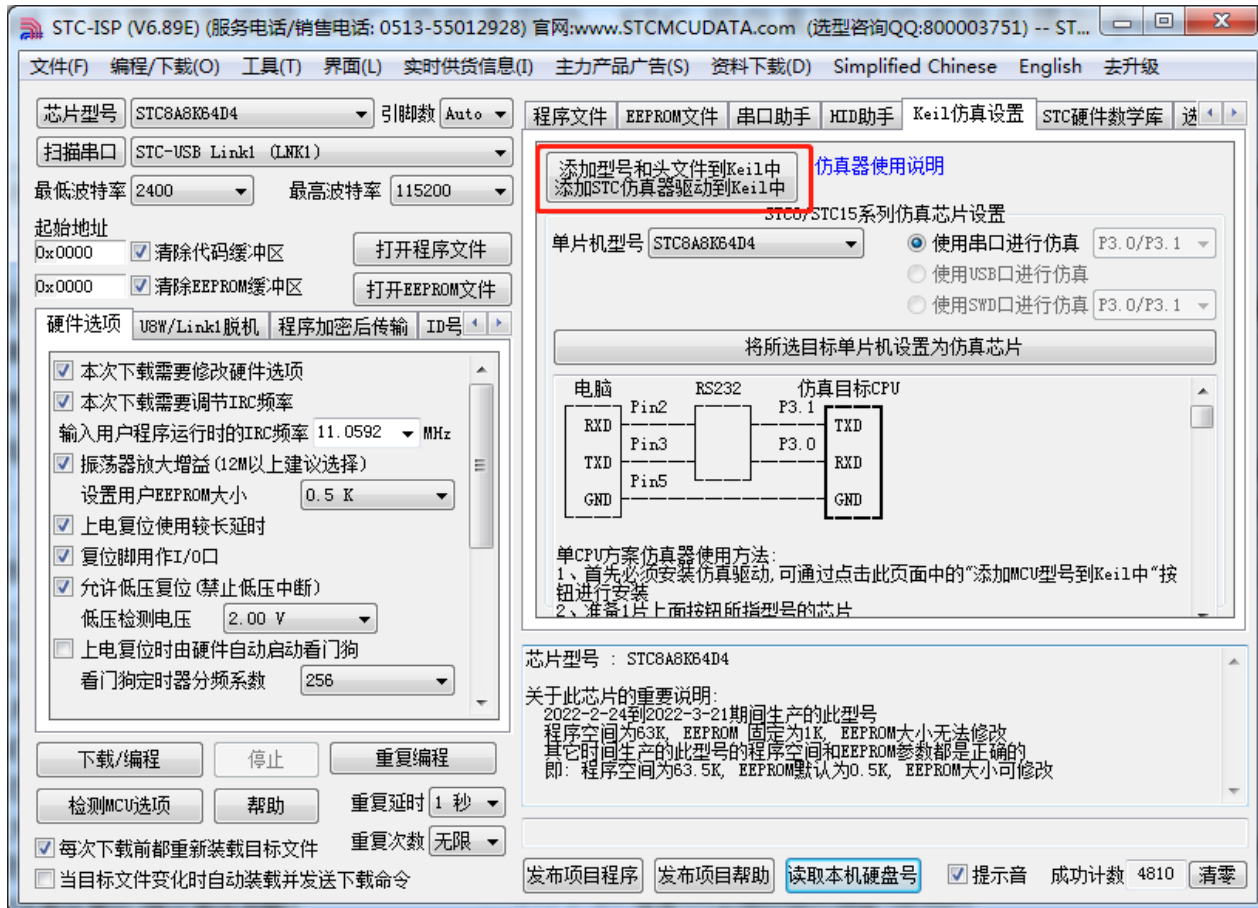 STC-ISP (V6.89E) (服务电话/销售电话: 0513-55012928) 官网:www.STCMCUDATA.com (选型咨询QQ:800003751) -- ST...
文件(F) 编程/下载(O) 工具(T) 界面(L) 实时供货信息(I) 主力产品广告(S) 资料下载(D) Simplified Chinese English 去升级
芯片型号 STC8A8K64D4 引脚数 Auto
扫描串口 STC-USB Link1 (LNK1)
最低波特率 2400 最高波特率 115200
起始地址
0x0000 清除代码缓冲区 打开程序文件
0x0000 清除EEPROM缓冲区 打开EEPROM文件
硬件选项 U8W/Link1脱机 程序加密后传输 ID号
本次下载需要修改硬件选项
本次下载需要调节IRC频率
输入用户程序运行时的IRC频率 11.0592 MHz
振荡器放大增益(12M以上建议选择)
设置用户EEPROM大小 0.5 K
上电复位使用较长延时
复位脚用作I/O口
允许低压复位(禁止低压中断)
低压检测电压 2.00 V
上电复位时由硬件自动启动看门狗
看门狗定时器分频系数 256
下载/编程 停止 重复编程
检测MCU选项 帮助 重复延时 1 秒
每次下载前都重新装载目标文件 重复次数 无限
当目标文件变化时自动装载并发送下载命令
程序文件 EEPROM文件 串口助手 HID助手 Keil仿真设置 STC硬件数学库 选
添加型号和头文件到Keil中
添加STC仿真器驱动到Keil中
仿真器使用说明
STC8/STC15系列仿真芯片设置
单片机型号 STC8A8K64D4 使用串口进行仿真 P3.0/P3.1
使用USB口进行仿真
使用SWD口进行仿真 P3.0/P3.1
将所选目标单片机设置为仿真芯片
电脑 RS232 仿真目标CPU
Pin2 P3.1
RXD TXD
Pin3 P3.0
TXD RXD
Pin5
GND GND
单CPU方案仿真器使用方法:
1、首先必须安装仿真驱动,可通过点击此页面中的"添加MCU型号到Keil中"按
钮进行安装
2、准备1片上面按钮所指型号的芯片
芯片型号 : STC8A8K64D4
关于此芯片的重要说明:
2022-2-24到2022-3-21期间生产的此型号
程序空间为63K, EEPROM 固定为1K, EEPROM大小无法修改
其它时间生产的此型号的程序空间和EEPROM参数都是正确的
即: 程序空间为63.5K, EEPROM默认为0.5K, EEPROM大小可修改
发布项目程序 发布项目帮助 读取本机硬盘号 提示音 成功计数 4810 清零